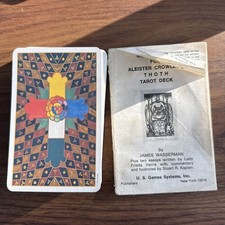 ALEISTER CROWLEY
THOTH
TAROT DECK
by
JAMES WASSERMAN
Plus two essays written by Lady
Frieda Harris with commentary
and footnotes by Stuart R. Kaplan.
U. S. Games Systems, Inc.
Publishers
New York 10016